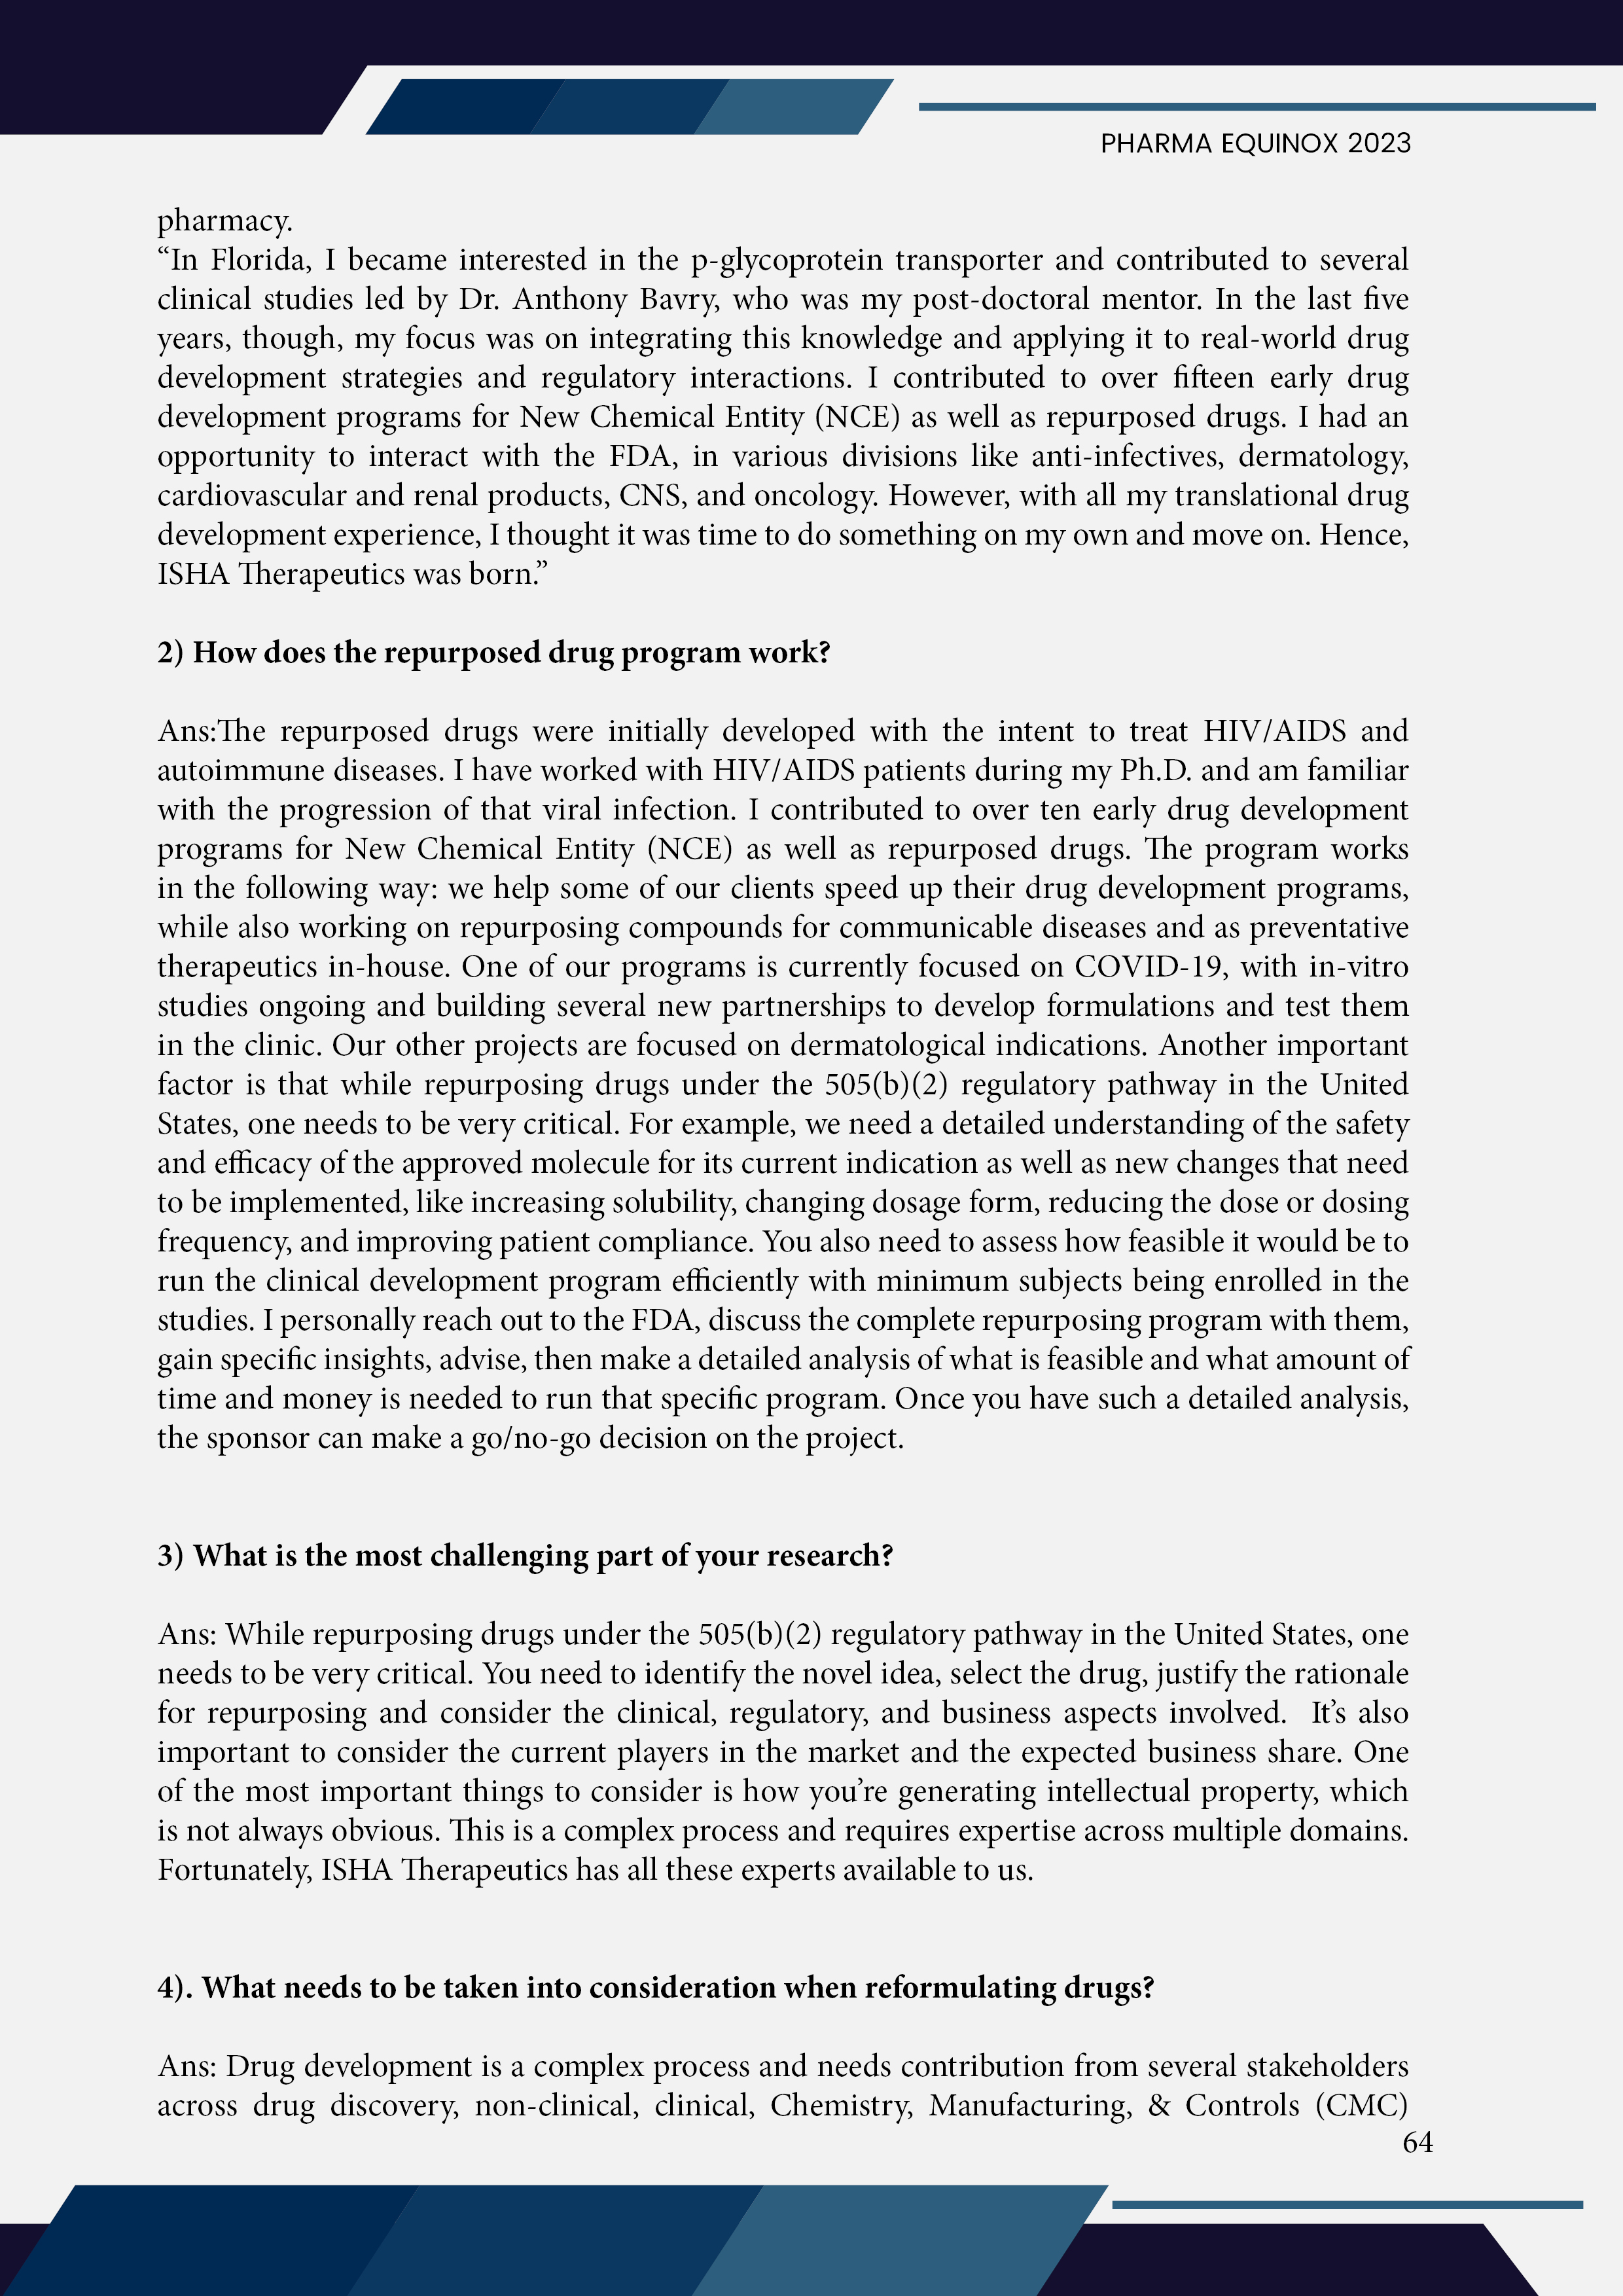 PHARMA EQUINOX 2023
pharmacy.
“In Florida, I became interested in the p-glycoprotein transporter and contributed to several
clinical studies led by Dr. Anthony Bavry, who was my post-doctoral mentor. In the last five
years, though, my focus was on integrating this knowledge and applying it to real-world drug
development strategies and regulatory interactions. I contributed to over fifteen early drug
development programs for New Chemical Entity (NCE) as well as repurposed drugs. I had an
opportunity to interact with the FDA, in various divisions like anti-infectives, dermatology,
cardiovascular and renal products, CNS, and oncology. However, with all my translational drug
development experience, I thought it was time to do something on my own and move on. Hence,
ISHA Therapeutics was born.”
2) How does the repurposed drug program work?
Ans:The repurposed drugs were initially developed with the intent to treat HIV/AIDS and
autoimmune diseases. I have worked with HIV/AIDS patients during my Ph.D. and am familiar
with the progression of that viral infection. I contributed to over ten early drug development
programs for New Chemical Entity (NCE) as well as repurposed drugs. The program works
in the following way: we help some of our clients speed up their drug development programs,
while also working on repurposing compounds for communicable diseases and as preventative
therapeutics in-house. One of our programs is currently focused on COVID-19, with in-vitro
studies ongoing and building several new partnerships to develop formulations and test them
in the clinic. Our other projects are focused on dermatological indications. Another important
factor is that while repurposing drugs under the 505(b)(2) regulatory pathway in the United
States, one needs to be very critical. For example, we need a detailed understanding of the safety
and efficacy of the approved molecule for its current indication as well as new changes that need
to be implemented, like increasing solubility, changing dosage form, reducing the dose or dosing
frequency, and improving patient compliance. You also need to assess how feasible it would be to
run the clinical development program efficiently with minimum subjects being enrolled in the
studies. I personally reach out to the FDA, discuss the complete repurposing program with them,
gain specific insights, advise, then make a detailed analysis of what is feasible and what amount of
time and money is needed to run that specific program. Once you have such a detailed analysis,
the sponsor can make a go/no-go decision on the project.
3) What is the most challenging part of your research?
Ans: While repurposing drugs under the 505(b)(2) regulatory pathway in the United States, one
needs to be very critical. You need to identify the novel idea, select the drug, justify the rationale
for repurposing and consider the clinical, regulatory, and business aspects involved.  It’s also
important to consider the current players in the market and the expected business share. One
of the most important things to consider is how you’re generating intellectual property, which
is not always obvious. This is a complex process and requires expertise across multiple domains.
Fortunately, ISHA Therapeutics has all these experts available to us.
4). What needs to be taken into consideration when reformulating drugs?
Ans: Drug development is a complex process and needs contribution from several stakeholders
across drug discovery, non-clinical, clinical, Chemistry, Manufacturing, & Controls (CMC)
64